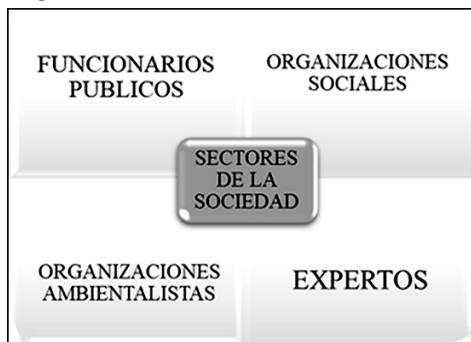 FUNCIONARIOS
PUBLICOS
ORGANIZACIONES
SOCIALES
SECTORES
DE LA
SOCIEDAD
ORGANIZACIONES
AMBIENTALISTAS
EXPERTOS